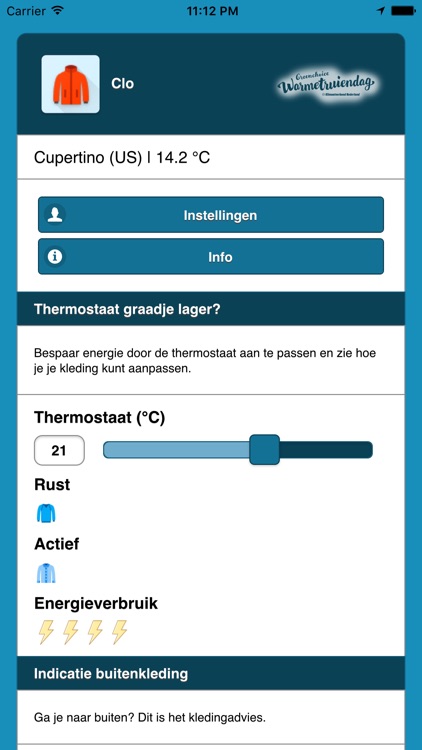 Carrier 11:12 PM
Clo
Greenchoice
Warmetruiendag
Cupertino (US) | 14.2 °C
Instellingen
Info
Thermostaat graadje lager?
Bespaar energie door de thermostaat aan te passen en zie hoe
je je kleding kunt aanpassen.
Thermostaat (°C)
21
Rust
Actief
Energieverbruik
Indicatie buitenkleding
Ga je naar buiten? Dit is het kledingadvies.